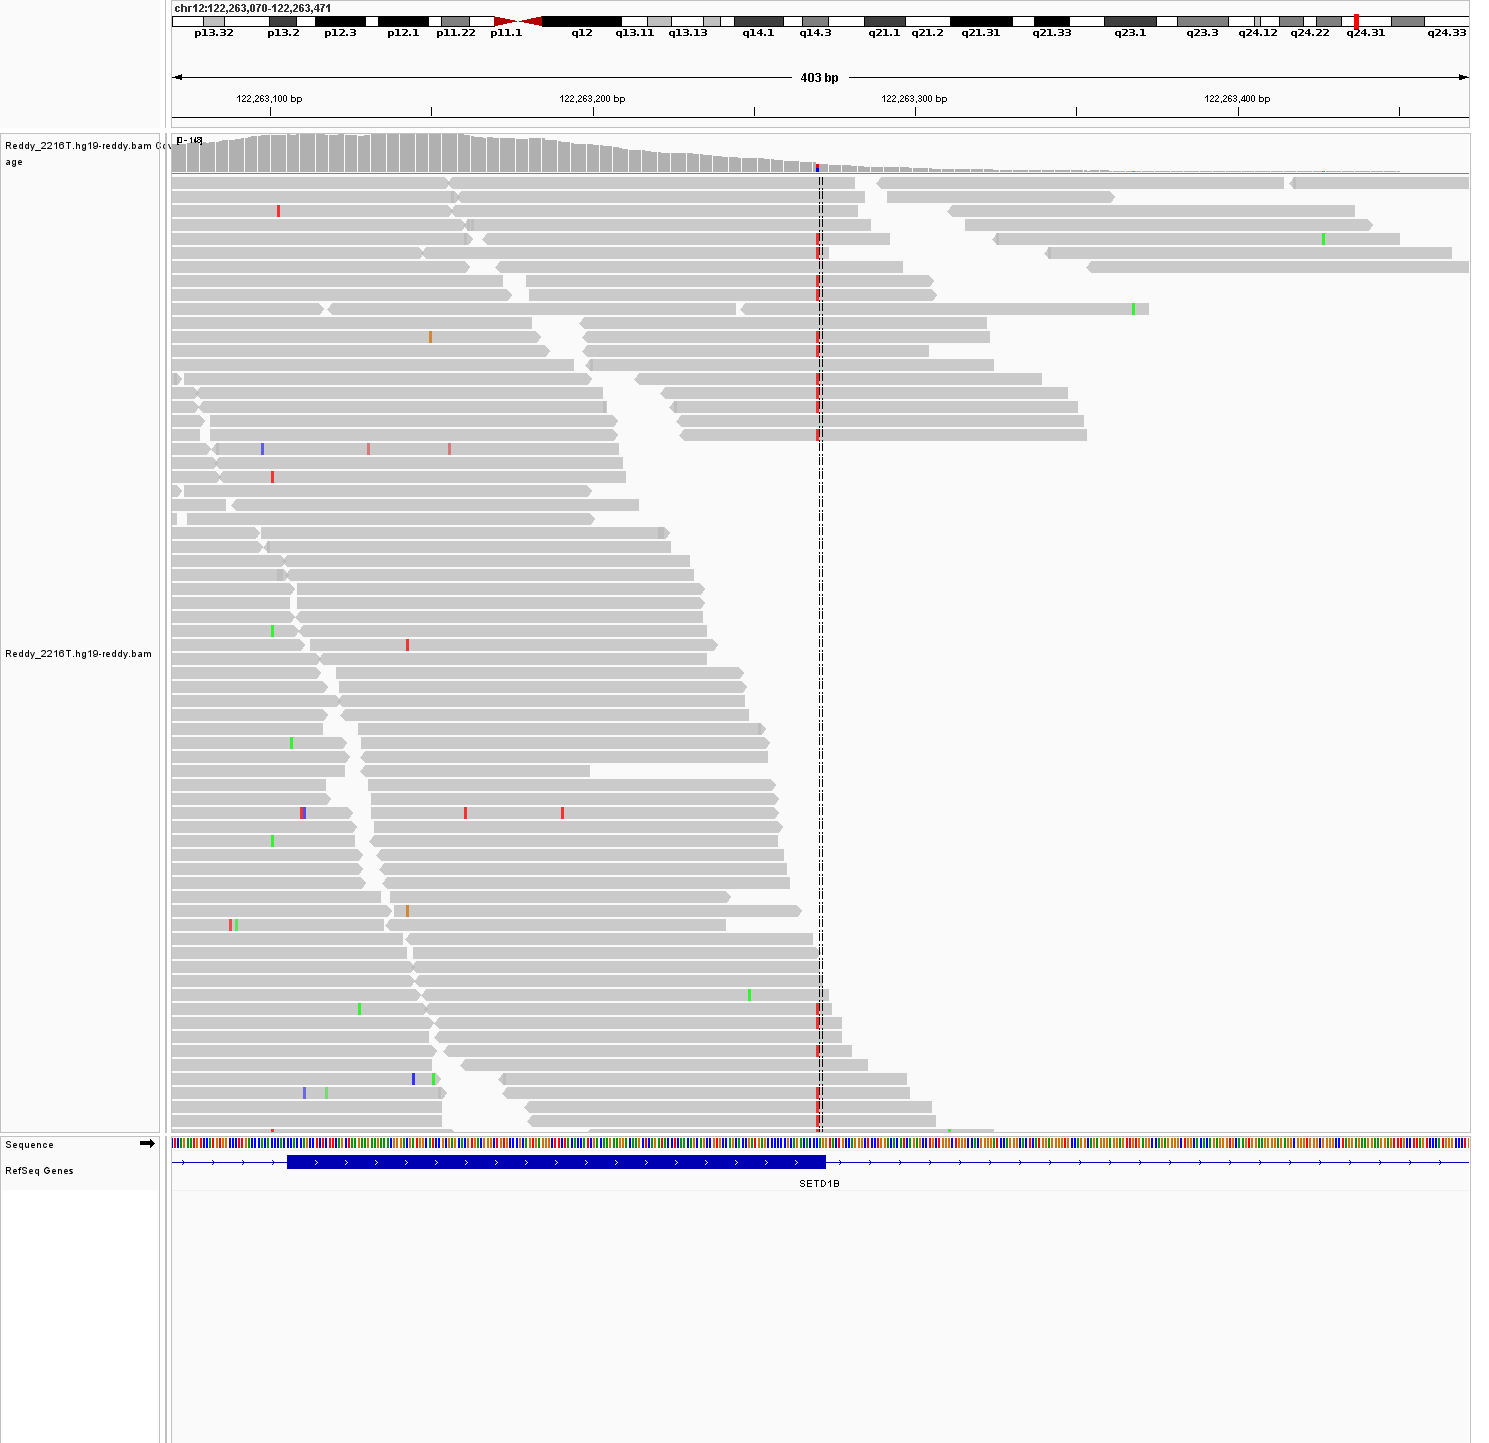 chr12:122,263,070-122,263,471
p13.32 p13.2 p12.3 p12.1 p11.22 p11.1 q12 q13.11 q13.13 q14.1 q14.3 q21.1 q21.2 q21.31 q21.33 q23.1 q23.3 q24.12 q24.22 q24.31 q24.33
403 bp
122,263,100 bp 122,263,200 bp 122,263,300 bp 122,263,400 bp
Reddy_2216T.hg19-reddy.bam Cov
age
Reddy_2216T.hg19-reddy.bam
Sequence
RefSeq Genes
SETD1B